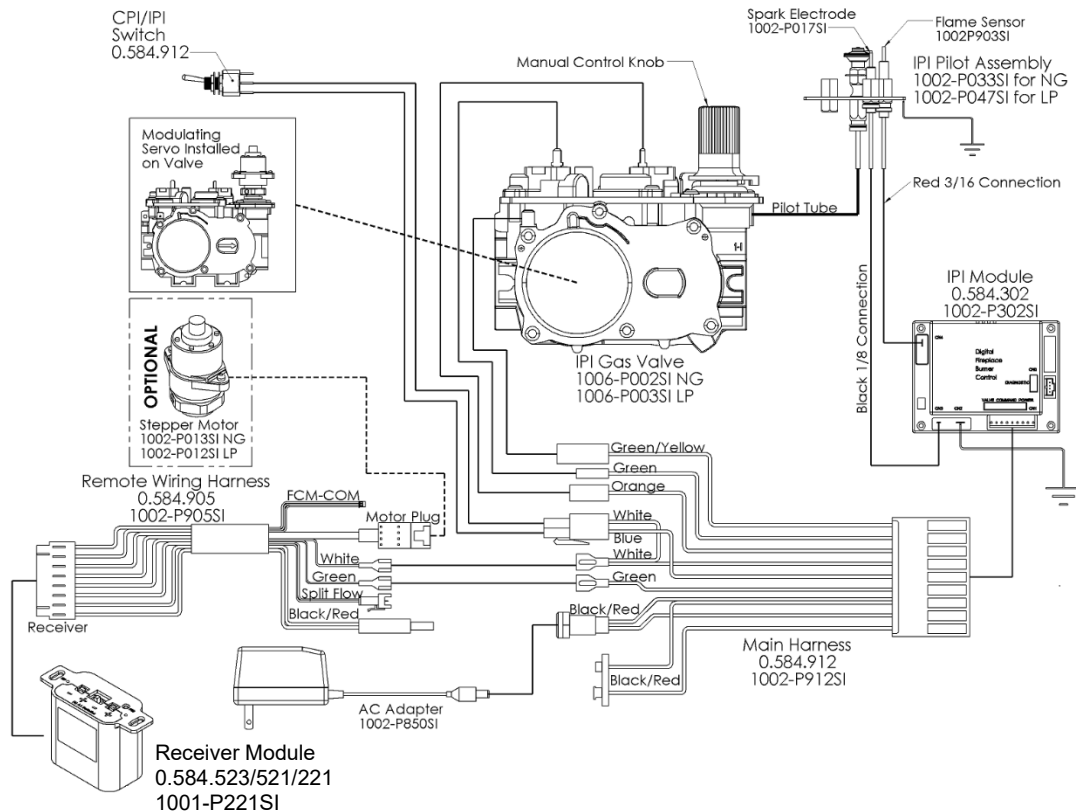 CPI/IPI
Switch
0.584.912
Spark Electrode
1002-P017SI
Flame Sensor
1002P903SI
IPI Pilot Assembly
1002-P033SI for NG
1002-P047SI for LP
Manual Control Knob
Modulating
Servo Installed
on Valve
Pilot Tube
Red 3/16 Connection
Black 1/8 Connection
IPI Module
0.584.302
1002-P302SI
Digital
Fireplace
Burner
Control
DIAGNOSTIC
VALVE COMMAND POWER
OPTIONAL
Stepper Motor
1002-P013SI NG
1002-P012SI LP
IPI Gas Valve
1006-P002SI NG
1006-P003SI LP
Remote Wiring Harness
0.584.905
1002-P905SI
FCM-COM
Motor Plug
Green/Yellow
Green
Orange
White
Blue
White
Green
White
Green
Split Flow
Black/Red
Black/Red
Black/Red
Receiver
Main Harness
0.584.912
1002-P912SI
AC Adapter
1002-P850SI
Receiver Module
0.584.523/521/221
1001-P221SI